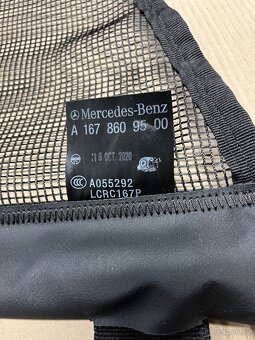 Mercedes-Benz
A 167 860 95 00
16 OCT. 2020
A055292
LCRC167P